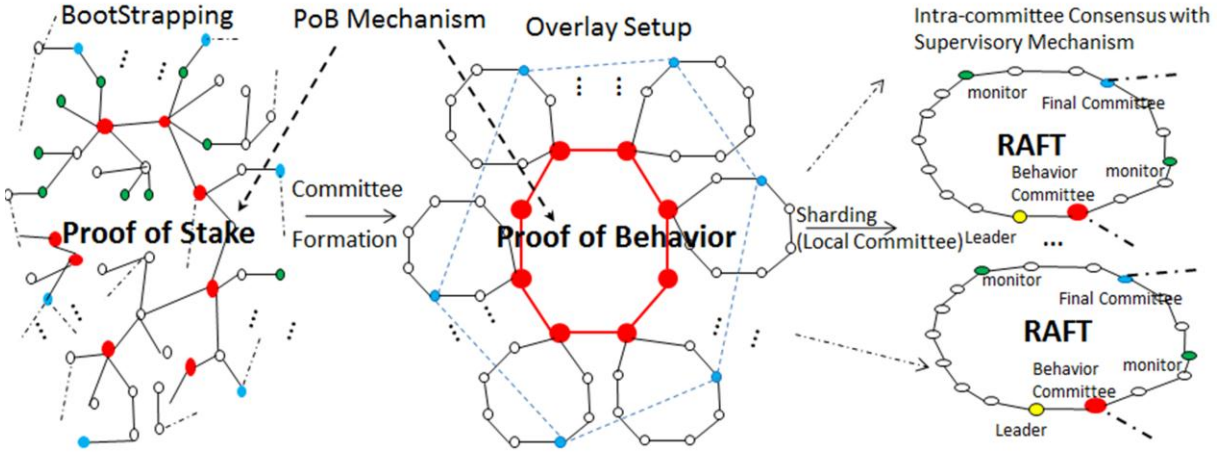 BootStrapping
PoB Mechanism
Overlay Setup
Intra-committee Consensus with
Supervisory Mechanism
Proof of Stake
Committee
Formation
Proof of Behavior
Sharding
(Local Committee)
monitor
Final Committee
RAFT
Behavior
Committee
monitor
Leader
...
monitor
Final Committee
RAFT
Behavior
Committee
monitor
Leader